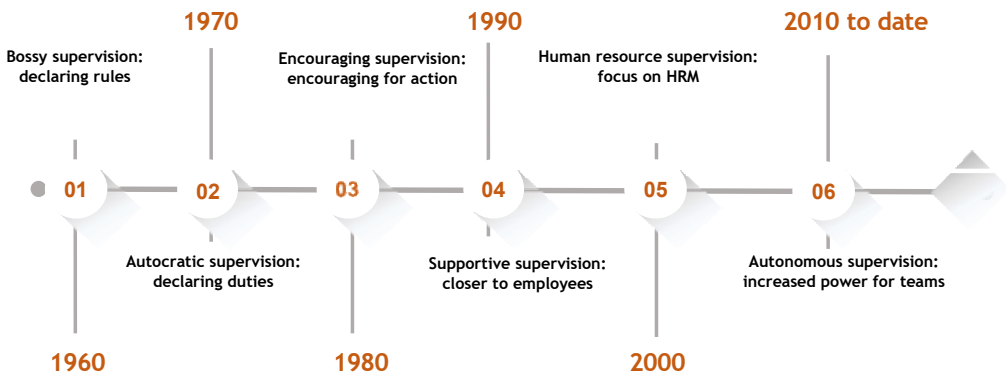 1970
1990
2010 to date
Bossy supervision:
declaring rules
Encouraging supervision:
encouraging for action
Human resource supervision:
focus on HRM
01
02
03
04
05
06
Autocratic supervision:
declaring duties
Supportive supervision:
closer to employees
Autonomous supervision:
increased power for teams
1960
1980
2000